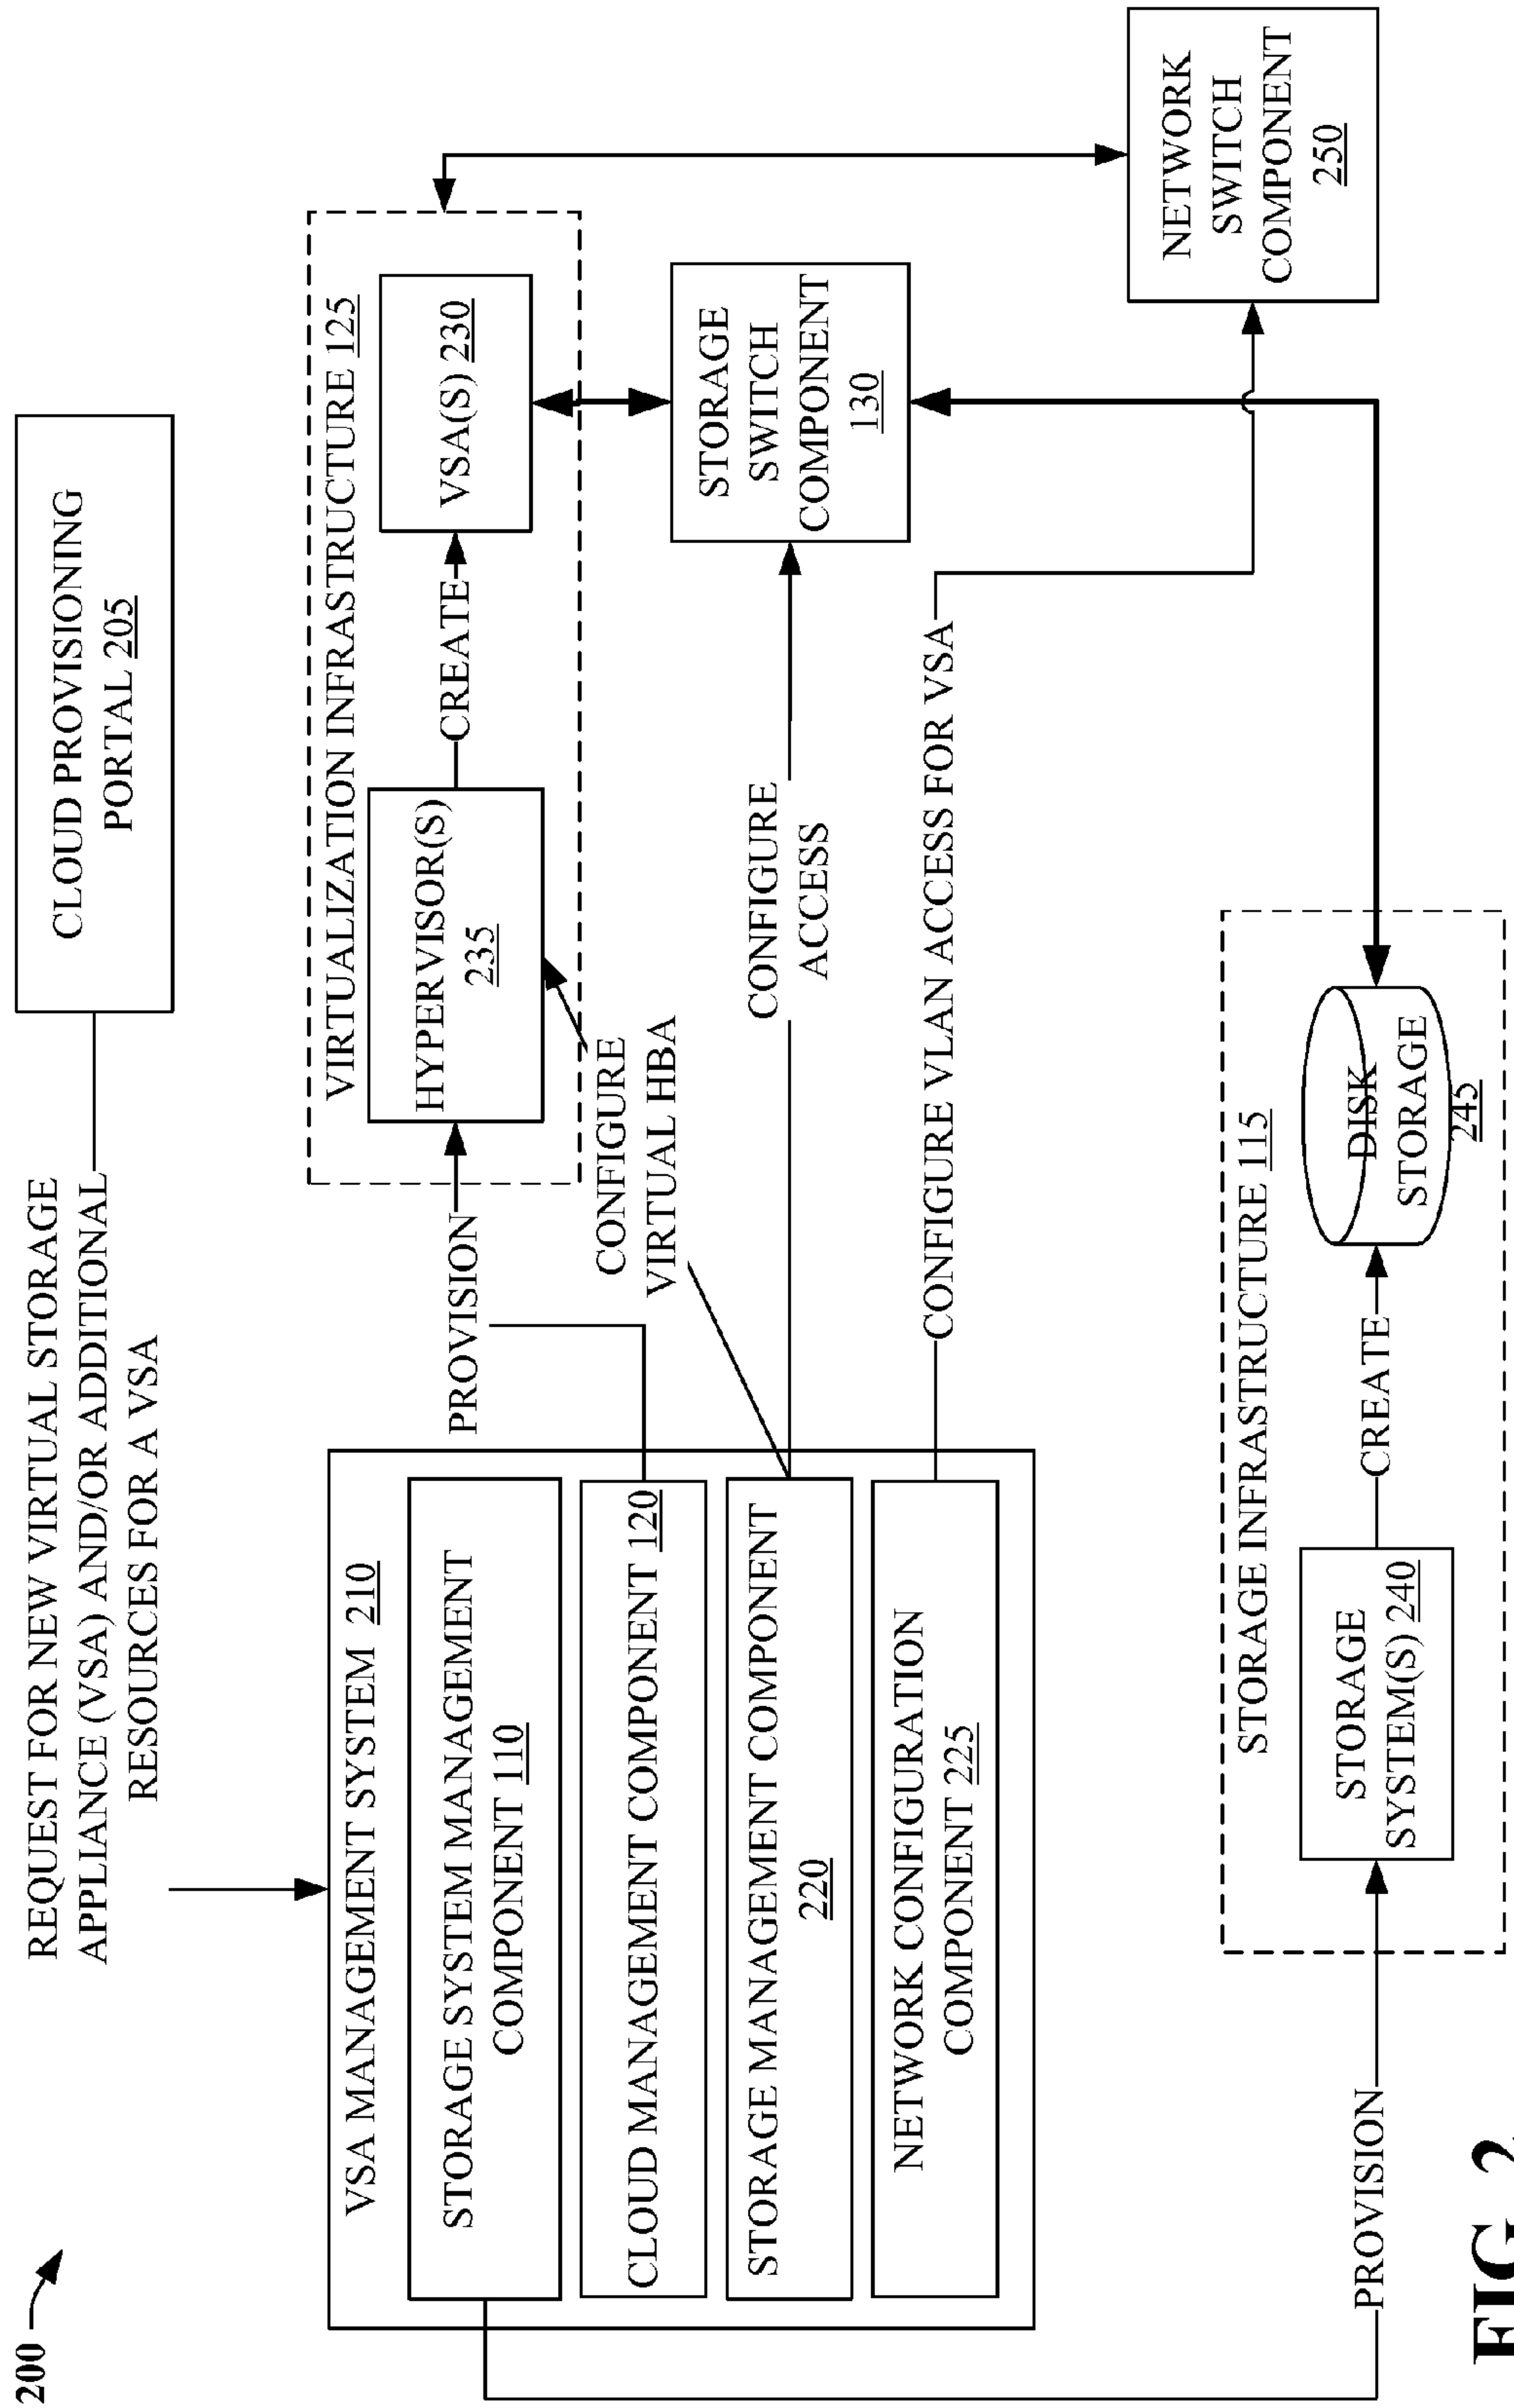 200
CLOUD PROVISIONING
PORTAL 205
REQUEST FOR NEW VIRTUAL STORAGE
APPLIANCE (VSA) AND/OR ADDITIONAL
RESOURCES FOR A VSA
VSA MANAGEMENT SYSTEM 210
STORAGE SYSTEM MANAGEMENT
COMPONENT 110
CLOUD MANAGEMENT COMPONENT 120
STORAGE MANAGEMENT COMPONENT
220
NETWORK CONFIGURATION
COMPONENT 225
PROVISION
CONFIGURE
VIRTUAL HBA
VIRTUALIZATION INFRASTRUCTURE 125
HYPERVISOR(S)
235
CREATE
VSA(S) 230
CONFIGURE
ACCESS
STORAGE
SWITCH
COMPONENT
130
CONFIGURE VLAN ACCESS FOR VSA
NETWORK
SWITCH
COMPONENT
250
PROVISION
STORAGE INFRASTRUCTURE 115
STORAGE
SYSTEM(S) 240
CREATE
DISK
STORAGE
245
FIG. 2